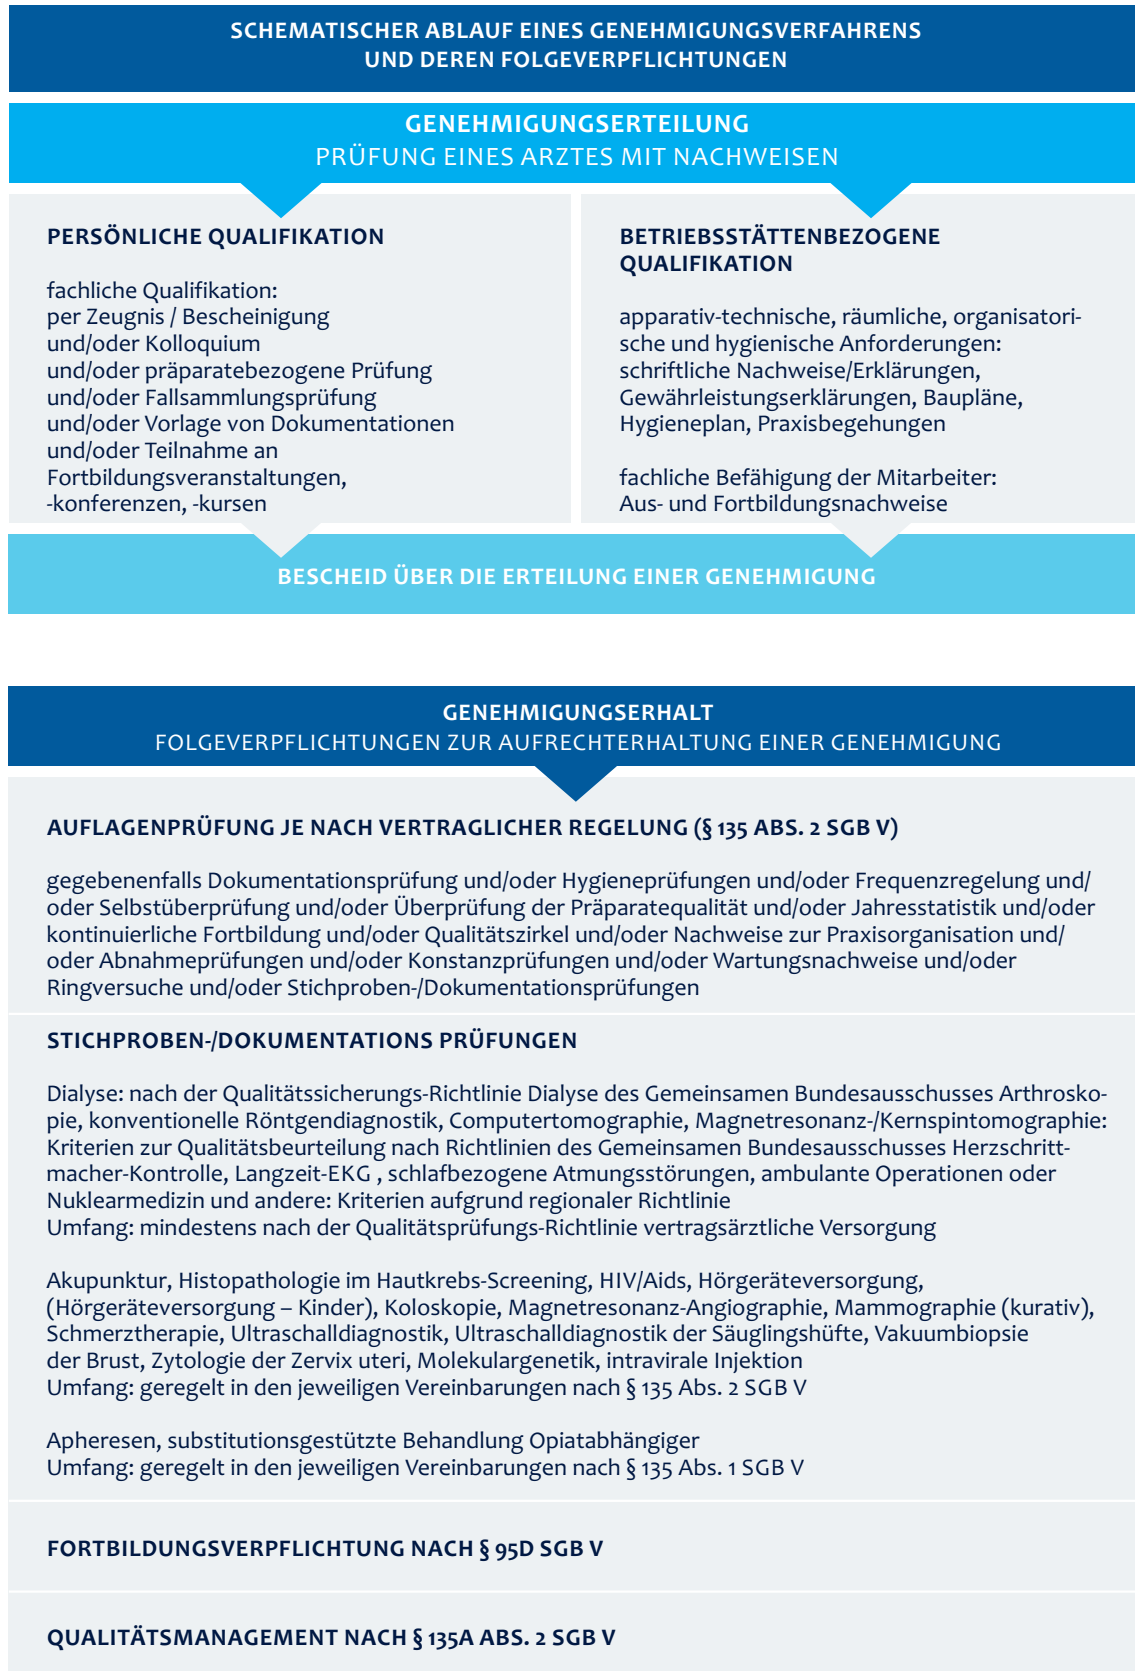 SCHEMATISCHER ABLAUF EINES GENEHMIGUNGSVERFAHRENS
UND DEREN FOLGEVERPFLICHTUNGEN
GENEHMIGUNGSERTEILUNG
PRÜFUNG EINES ARZTES MIT NACHWEISEN
PERSÖNLICHE QUALIFIKATION
fachliche Qualifikation:
per Zeugnis / Bescheinigung
und/oder Kolloquium
und/oder präparatebezogene Prüfung
und/oder Fallsammlungsprüfung
und/oder Vorlage von Dokumentationen
und/oder Teilnahme an
Fortbildungsveranstaltungen,
-konferenzen, -kursen
BETRIEBSSTÄTTENBEZOGENE
QUALIFIKATION
apparativ-technische, räumliche, organisatori-
sche und hygienische Anforderungen:
schriftliche Nachweise/Erklärungen,
Gewährleistungserklärungen, Baupläne,
Hygieneplan, Praxisbegehungen
fachliche Befähigung der Mitarbeiter:
Aus- und Fortbildungsnachweise
BESCHEID ÜBER DIE ERTEILUNG EINER GENEHMIGUNG
GENEHMIGUNGSERHALT
FOLGEVERPFLICHTUNGEN ZUR AUFRECHTERHALTUNG EINER GENEHMIGUNG
AUFLAGENPRÜFUNG JE NACH VERTRAGLICHER REGELUNG (§ 135 ABS. 2 SGB V)
gegebenenfalls Dokumentationsprüfung und/oder Hygieneprüfungen und/oder Frequenzregelung und/
oder Selbstüberprüfung und/oder Überprüfung der Präparatequalität und/oder Jahresstatistik und/oder
kontinuierliche Fortbildung und/oder Qualitätszirkel und/oder Nachweise zur Praxisorganisation und/
oder Abnahmeprüfungen und/oder Konstanzprüfungen und/oder Wartungsnachweise und/oder
Ringversuche und/oder Stichproben-/Dokumentationsprüfungen
STICHPROBEN-/DOKUMENTATIONS PRÜFUNGEN
Dialyse: nach der Qualitätssicherungs-Richtlinie Dialyse des Gemeinsamen Bundesausschusses Arthrosko-
pie, konventionelle Röntgendiagnostik, Computertomographie, Magnetresonanz-/Kernspintomographie:
Kriterien zur Qualitätsbeurteilung nach Richtlinien des Gemeinsamen Bundesausschusses Herzschritt-
macher-Kontrolle, Langzeit-EKG , schlafbezogene Atmungsstörungen, ambulante Operationen oder
Nuklearmedizin und andere: Kriterien aufgrund regionaler Richtlinie
Umfang: mindestens nach der Qualitätsprüfungs-Richtlinie vertragsärztliche Versorgung
Akupunktur, Histopathologie im Hautkrebs-Screening, HIV/Aids, Hörgeräteversorgung,
(Hörgeräteversorgung – Kinder), Koloskopie, Magnetresonanz-Angiographie, Mammographie (kurativ),
Schmerztherapie, Ultraschalldiagnostik, Ultraschalldiagnostik der Säuglingshüfte, Vakuumbiopsie
der Brust, Zytologie der Zervix uteri, Molekulargenetik, intravirale Injektion
Umfang: geregelt in den jeweiligen Vereinbarungen nach § 135 Abs. 2 SGB V
Apheresen, substitutionsgestützte Behandlung Opiatabhängiger
Umfang: geregelt in den jeweiligen Vereinbarungen nach § 135 Abs. 1 SGB V
FORTBILDUNGSVERPFLICHTUNG NACH § 95D SGB V
QUALITÄTSMANAGEMENT NACH § 135A ABS. 2 SGB V